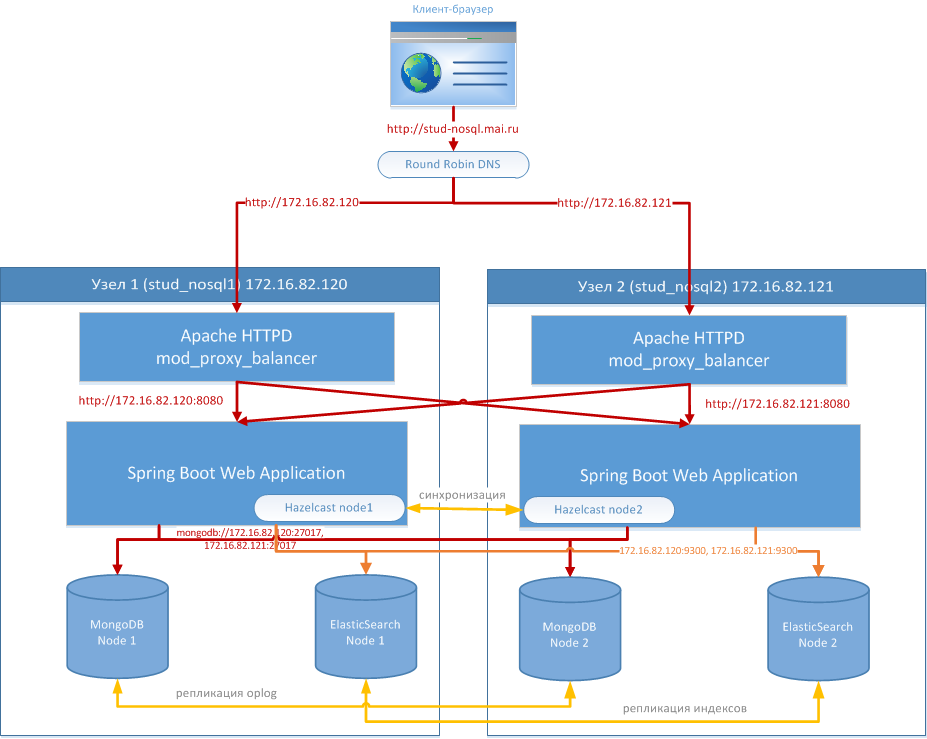 Клиент-браузер
http://stud-nosql.mai.ru
Round Robin DNS
http://172.16.82.120
http://172.16.82.121
Узел 1 (stud_nosql1) 172.16.82.120
Узел 2 (stud_nosql2) 172.16.82.121
Apache HTTPD
mod_proxy_balancer
Apache HTTPD
mod_proxy_balancer
http://172.16.82.120:8080
http://172.16.82.121:8080
Spring Boot Web Application
Spring Boot Web Application
синхронизация
Hazelcast node1
Hazelcast node2
mongodb://172.16.82.120:27017,
172.16.82.121:27017
172.16.82.120:9300, 172.16.82.121:9300
MongoDB
Node 1
ElasticSearch
Node 1
MongoDB
Node 2
ElasticSearch
Node 2
репликация oplog
репликация индексов